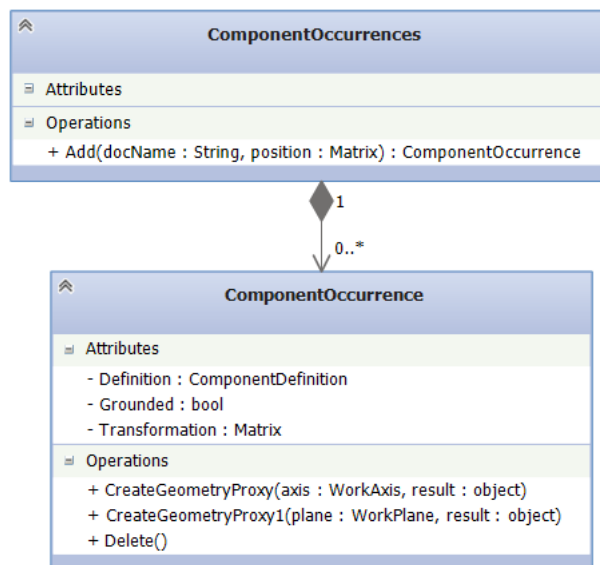 ComponentOccurrences
Attributes
Operations
+ Add(docName : String, position : Matrix) : ComponentOccurrence
1
0..*
ComponentOccurrence
Attributes
- Definition : ComponentDefinition
- Grounded : bool
- Transformation : Matrix
Operations
+ CreateGeometryProxy(axis : WorkAxis, result : object)
+ CreateGeometryProxy1(plane : WorkPlane, result : object)
+ Delete()